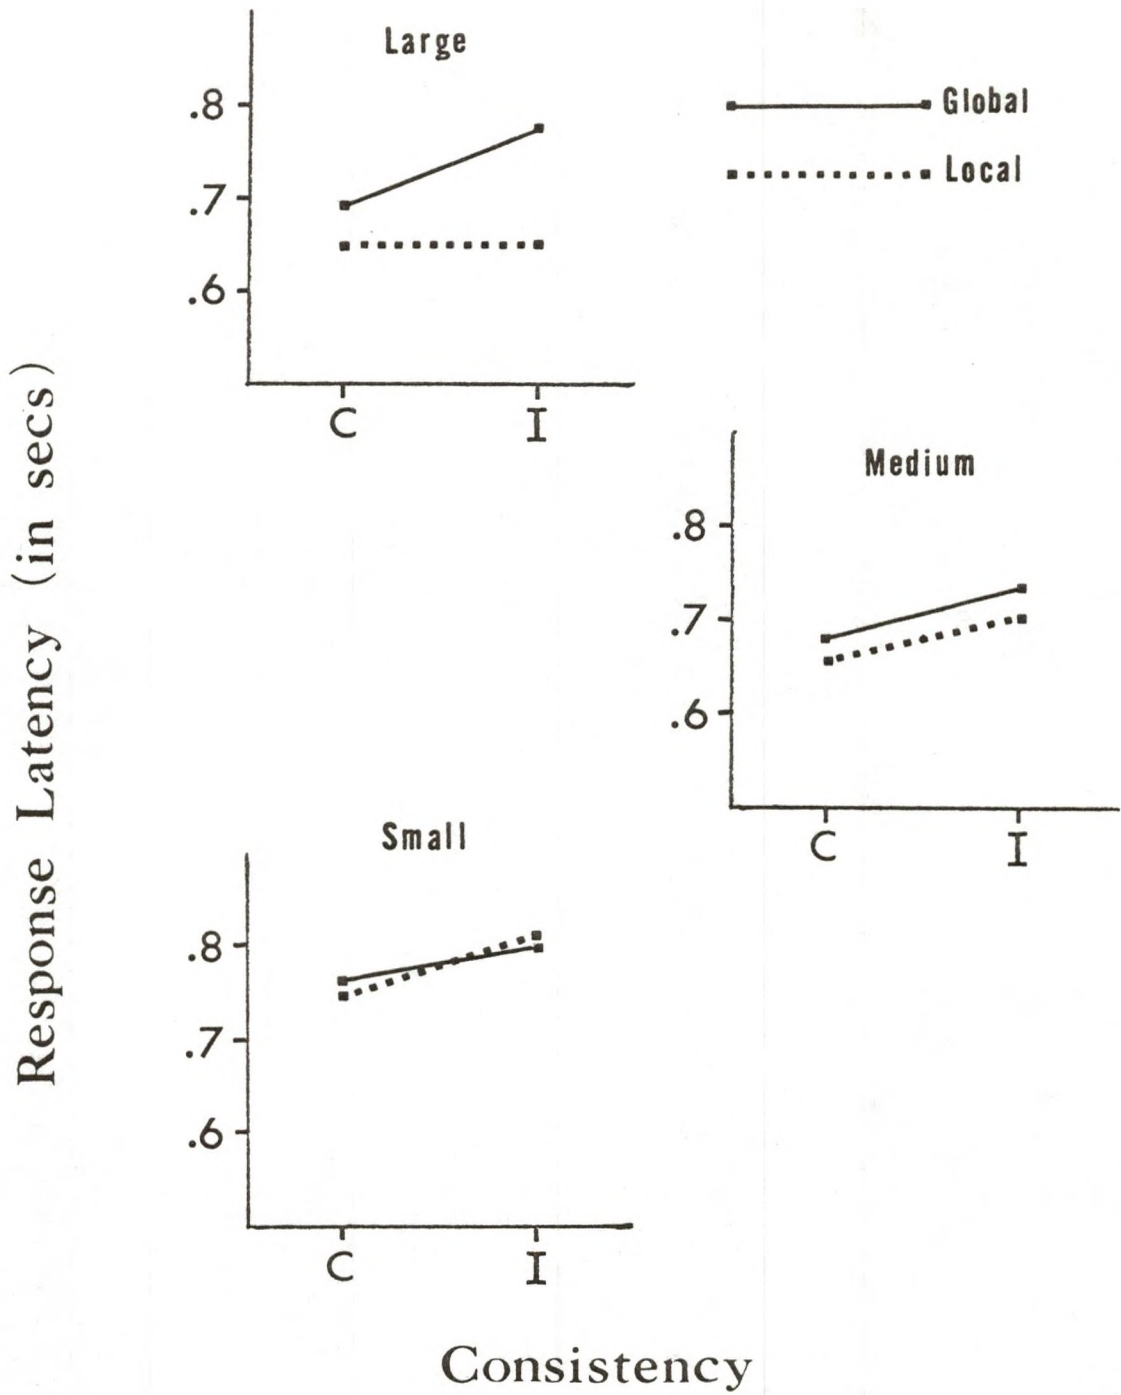 Large
.8
.7
.6
C I
Global
Local
Response Latency (in secs)
Medium
.8
.7
.6
C I
Small
.8
.7
.6
C I
Consistency